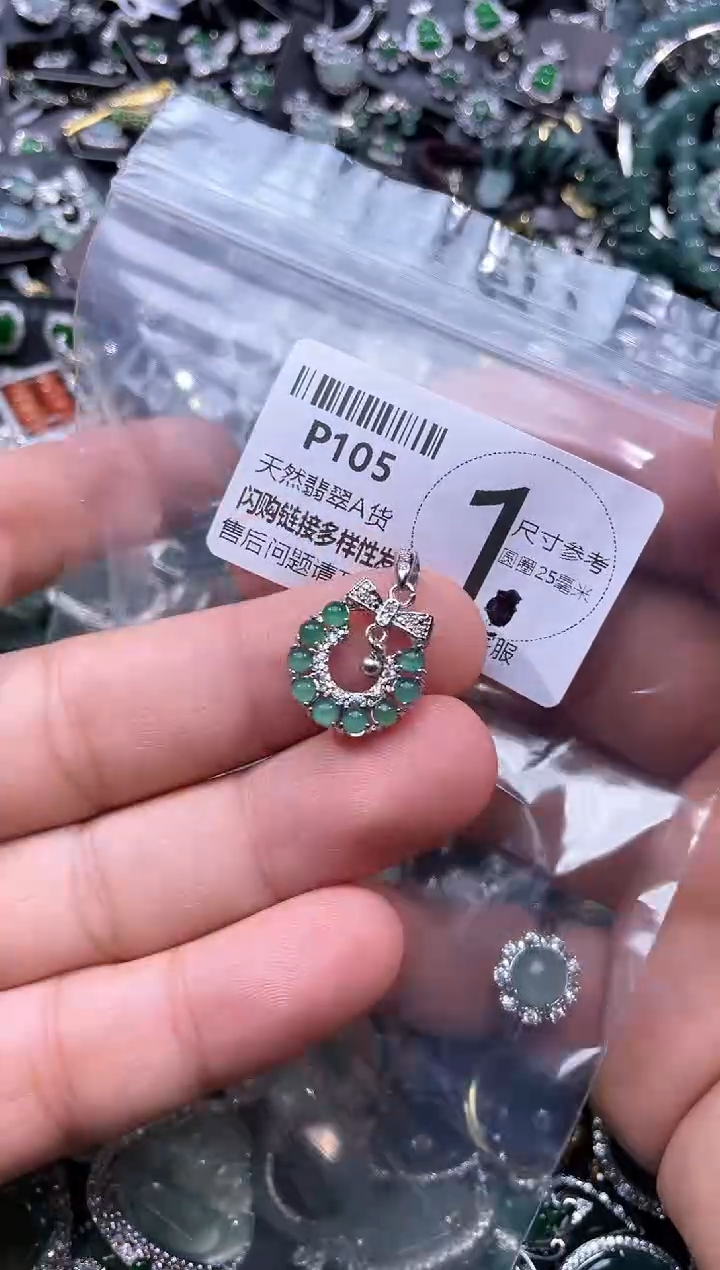 P105
天然翡翠A货
闪购链接多样性发
售后问题请
1
尺寸参考
圆圈25毫米
服